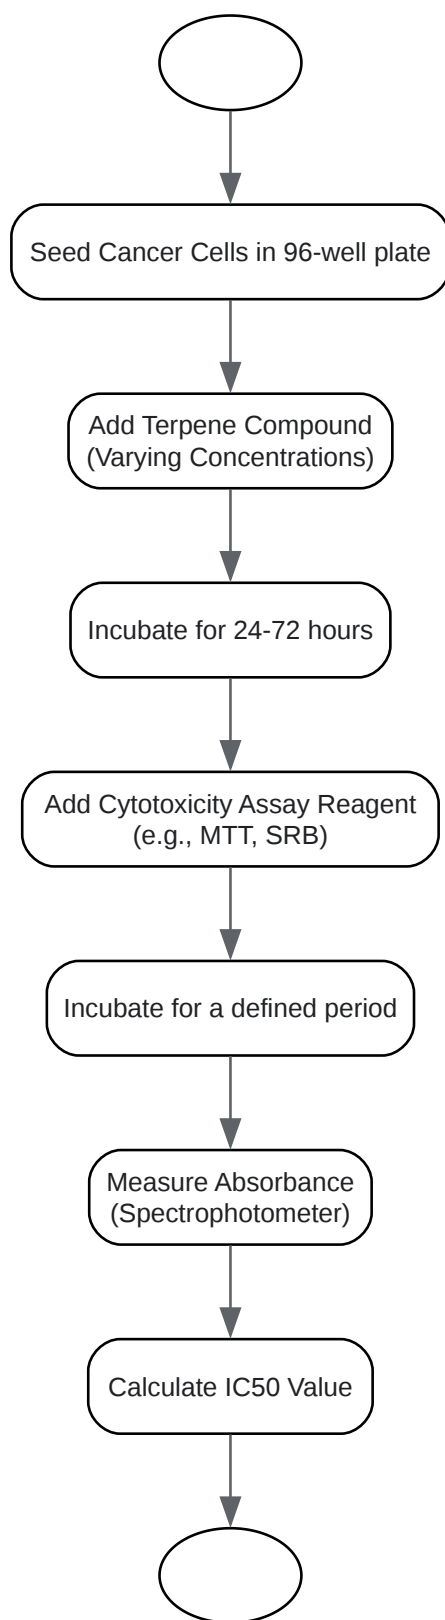 Seed Cancer Cells in 96-well plate
Add Terpene Compound
(Varying Concentrations)
Incubate for 24-72 hours
Add Cytotoxicity Assay Reagent
(e.g., MTT, SRB)
Incubate for a defined period
Measure Absorbance
(Spectrophotometer)
Calculate IC50 Value